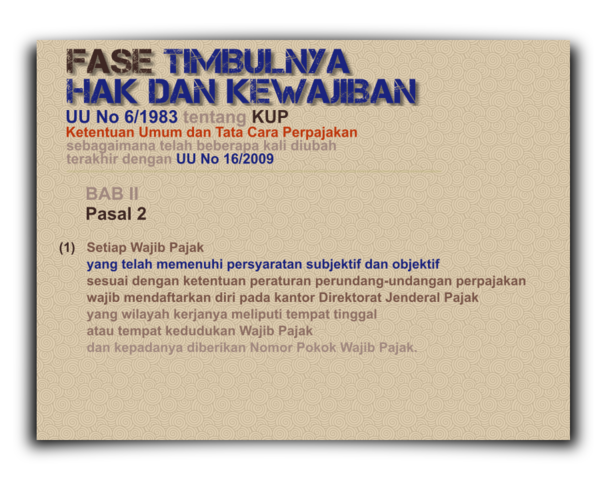 FASE TIMBULNYA
HAK DAN KEWAJIBAN
UU No 6/1983 tentang KUP
Ketentuan Umum dan Tata Cara Perpajakan
sebagaimana telah beberapa kali diubah
terakhir dengan UU No 16/2009
BAB II
Pasal 2
(1) Setiap Wajib Pajak
yang telah memenuhi persyaratan subjektif dan objektif
sesuai dengan ketentuan peraturan perundang-undangan perpajakan
wajib mendaftarkan diri pada kantor Direktorat Jenderal Pajak
yang wilayah kerjanya meliputi tempat tinggal
atau tempat kedudukan Wajib Pajak
dan kepadanya diberikan Nomor Pokok Wajib Pajak.